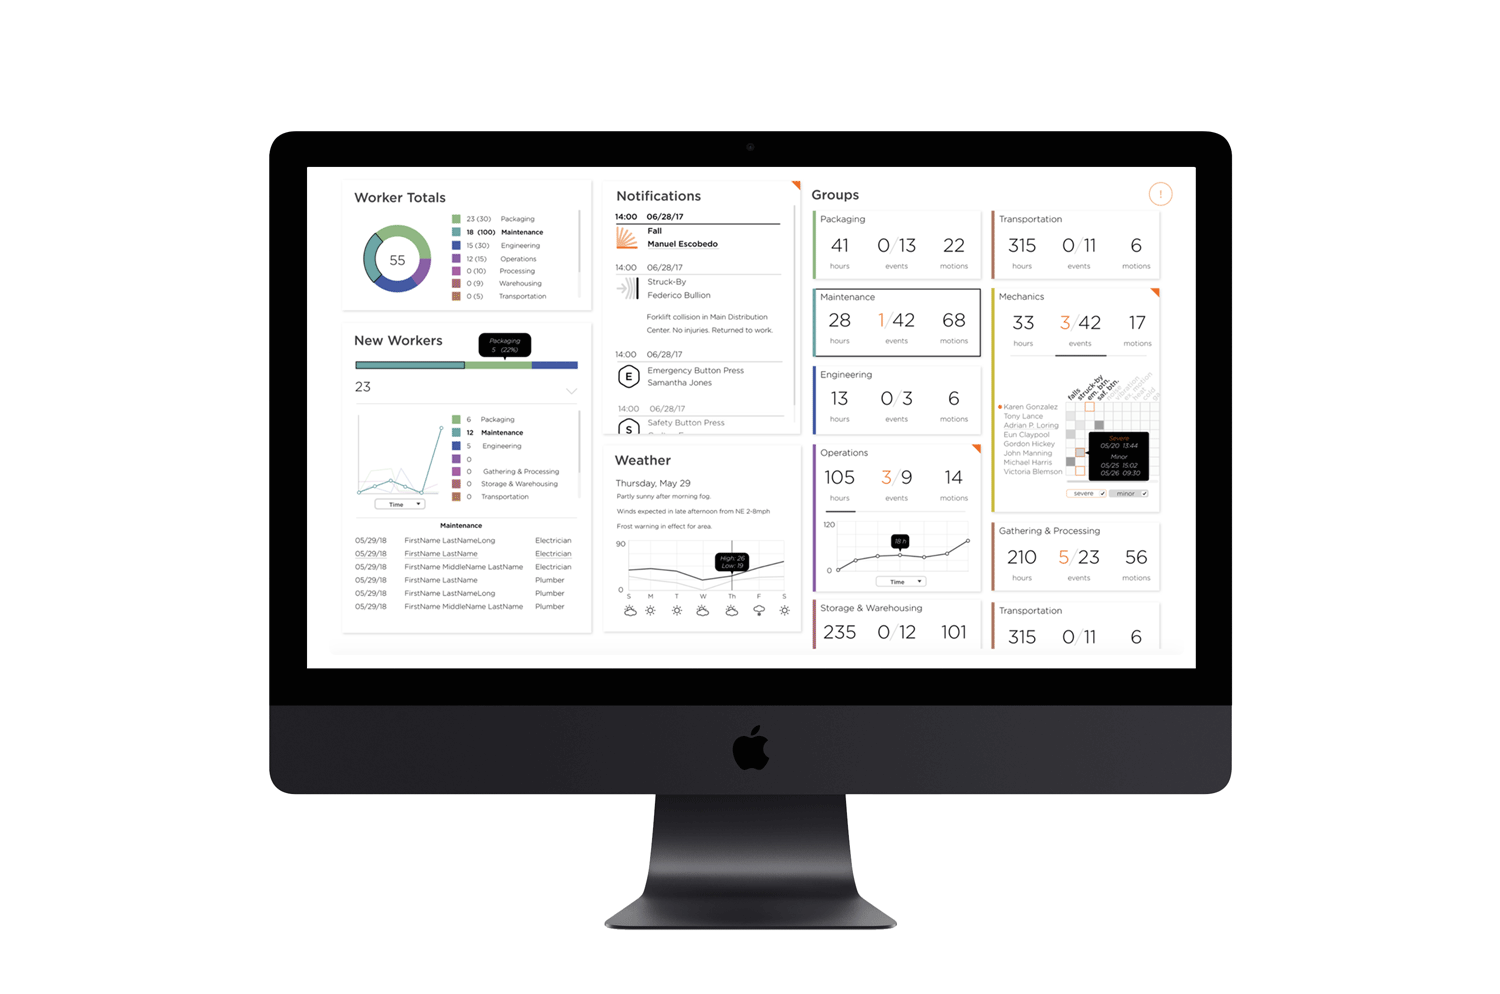 Worker Totals
55
23 (30) Packaging
18 (100) Maintenance
15 (30) Engineering
12 (15) Operations
0 (10) Processing
0 (9) Warehousing
0 (5) Transportation
New Workers
Packaging
5 (22%)
23
6 Packaging
12 Maintenance
5 Engineering
0
0 Gathering & Processing
0 Storage & Warehousing
0 Transportation
Time
Maintenance
05/29/18 FirstName LastNameLong Electrician
05/29/18 FirstName LastName Electrician
05/29/18 FirstName MiddleName LastName Electrician
05/29/18 FirstName LastName Plumber
05/29/18 FirstName LastNameLong Plumber
05/29/18 FirstName MiddleName LastName Plumber
Notifications
14:00 06/28/17
Fall
Manuel Escobedo
14:00 06/28/17
Struck-By
Federico Bullion
Forklift collision in Main Distribution
Center. No injuries. Returned to work.
14:00 06/28/17
E
Emergency Button Press
Samantha Jones
14:00 06/28/17
S
Safety Button Press
Weather
Thursday, May 29
Partly sunny after morning fog.
Winds expected in late afternoon from NE 2-8mph
Frost warning in effect for area.
90
High: 26
Low: 19
0
S M T W Th F S
Groups
!
Packaging
41 0/13 22
hours events motions
Maintenance
28 1/42 68
hours events motions
Engineering
13 0/3 6
hours events motions
Operations
105 3/9 14
hours events motions
120
18 h
0
Time
Storage & Warehousing
235 0/12 101
Transportation
315 0/11 6
hours events motions
Mechanics
33 3/42 17
hours events motions
falls
struck-by
em. btn.
saf. btn.
noise
vibration
ex. motion
heat
cold
Karen Gonzalez
Tony Lance
Adrian P. Loring
Eun Claypool
Gordon Hickey
John Manning
Michael Harris
Victoria Blemson
Severe
05/20 13:44
Minor
05/25 15:02
05/26 09:30
severe
minor
Gathering & Processing
210 5/23 56
hours events motions
Transportation
315 0/11 6